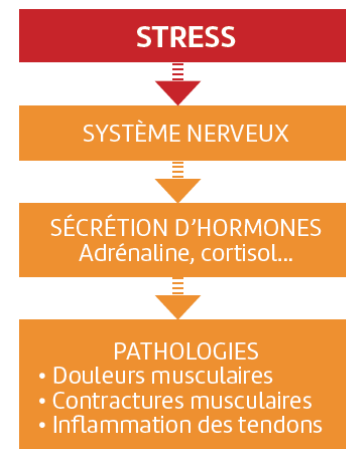 STRESS
SYSTÈME NERVEUX
SÉCRÉTION D'HORMONES
Adrénaline, cortisol...
PATHOLOGIES
• Douleurs musculaires
• Contractures musculaires
• Inflammation des tendons